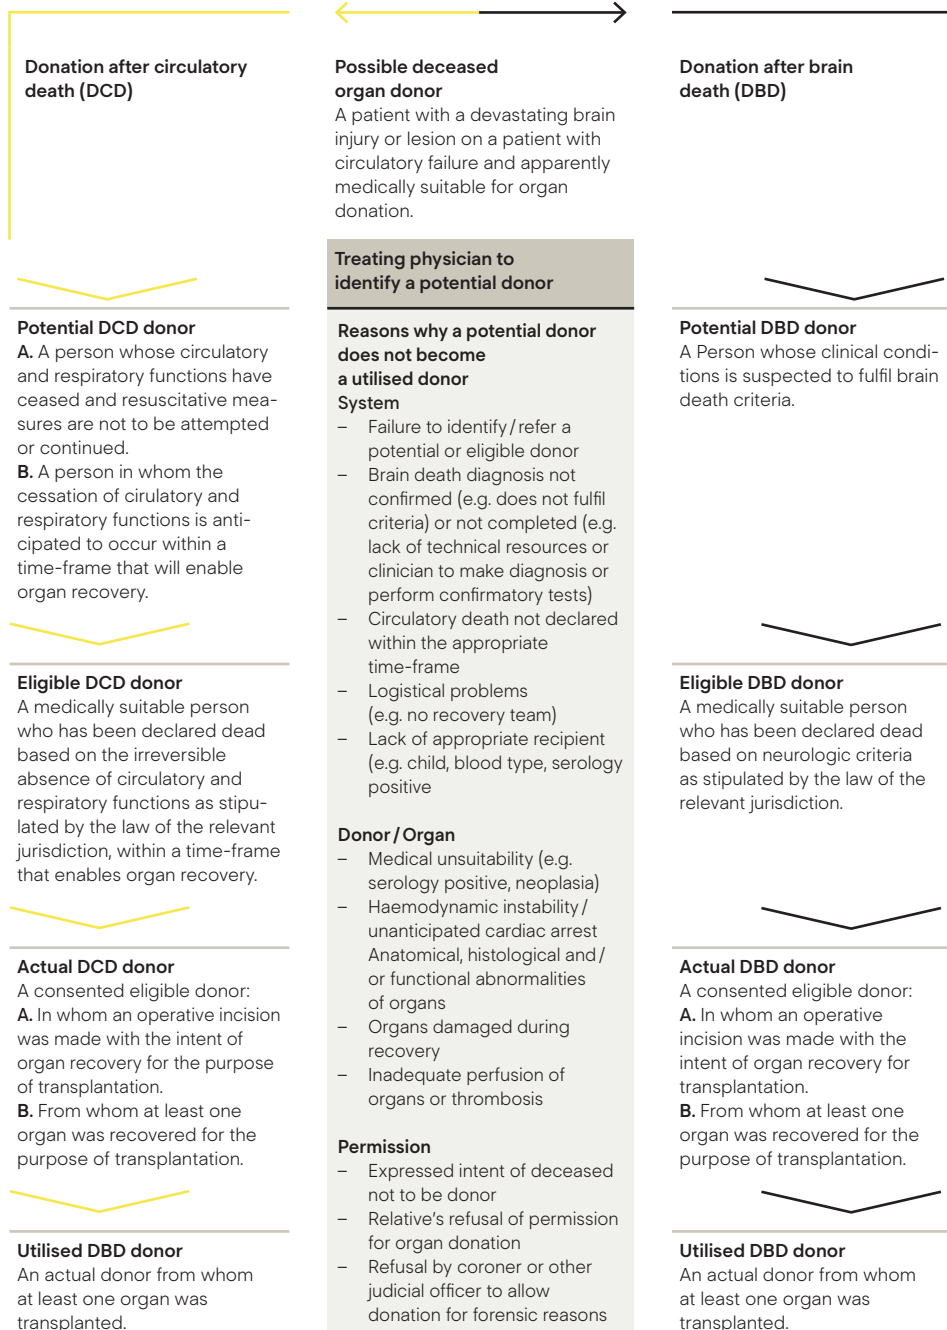 Donation after circulatory
death (DCD)
Possible deceased
organ donor
A patient with a devastating brain
injury or lesion on a patient with
circulatory failure and apparently
medically suitable for organ
donation.
Donation after brain
death (DBD)
Treating physician to
identify a potential donor
Potential DCD donor
A. A person whose circulatory
and respiratory functions have
ceased and resuscitative mea-
sures are not to be attempted
or continued.
B. A person in whom the
cessation of cirulatory and
respiratory functions is anti-
cipated to occur within a
time-frame that will enable
organ recovery.
Eligible DCD donor
A medically suitable person
who has been declared dead
based on the irreversible
absence of circulatory and
respiratory functions as stipu-
lated by the law of the relevant
jurisdiction, within a time-frame
that enables organ recovery.
Actual DCD donor
A consented eligible donor:
A. In whom an operative incision
was made with the intent of
organ recovery for the purpose
of transplantation.
B. From whom at least one
organ was recovered for the
purpose of transplantation.
Utilised DBD donor
An actual donor from whom
at least one organ was
transplanted.
Reasons why a potential donor
does not become
a utilised donor
System
– Failure to identify / refer a
potential or eligible donor
– Brain death diagnosis not
confirmed (e.g. does not fulfil
criteria) or not completed (e.g.
lack of technical resources or
clinician to make diagnosis or
perform confirmatory tests)
– Circulatory death not declared
within the appropriate
time-frame
– Logistical problems
(e.g. no recovery team)
– Lack of appropriate recipient
(e.g. child, blood type, serology
positive
Donor / Organ
– Medical unsuitability (e.g.
serology positive, neoplasia)
– Haemodynamic instability /
unanticipated cardiac arrest
Anatomical, histological and /
or functional abnormalities
of organs
– Organs damaged during
recovery
– Inadequate perfusion of
organs or thrombosis
Permission
– Expressed intent of deceased
not to be donor
– Relative's refusal of permission
for organ donation
– Refusal by coroner or other
judicial officer to allow
donation for forensic reasons
Potential DBD donor
A Person whose clinical condi-
tions is suspected to fulfil brain
death criteria.
Eligible DBD donor
A medically suitable person
who has been declared dead
based on neurologic criteria
as stipulated by the law of the
relevant jurisdiction.
Actual DBD donor
A consented eligible donor:
A. In whom an operative
incision was made with the
intent of organ recovery for
transplantation.
B. From whom at least one
organ was recovered for the
purpose of transplantation.
Utilised DBD donor
An actual donor from whom
at least one organ was
transplanted.